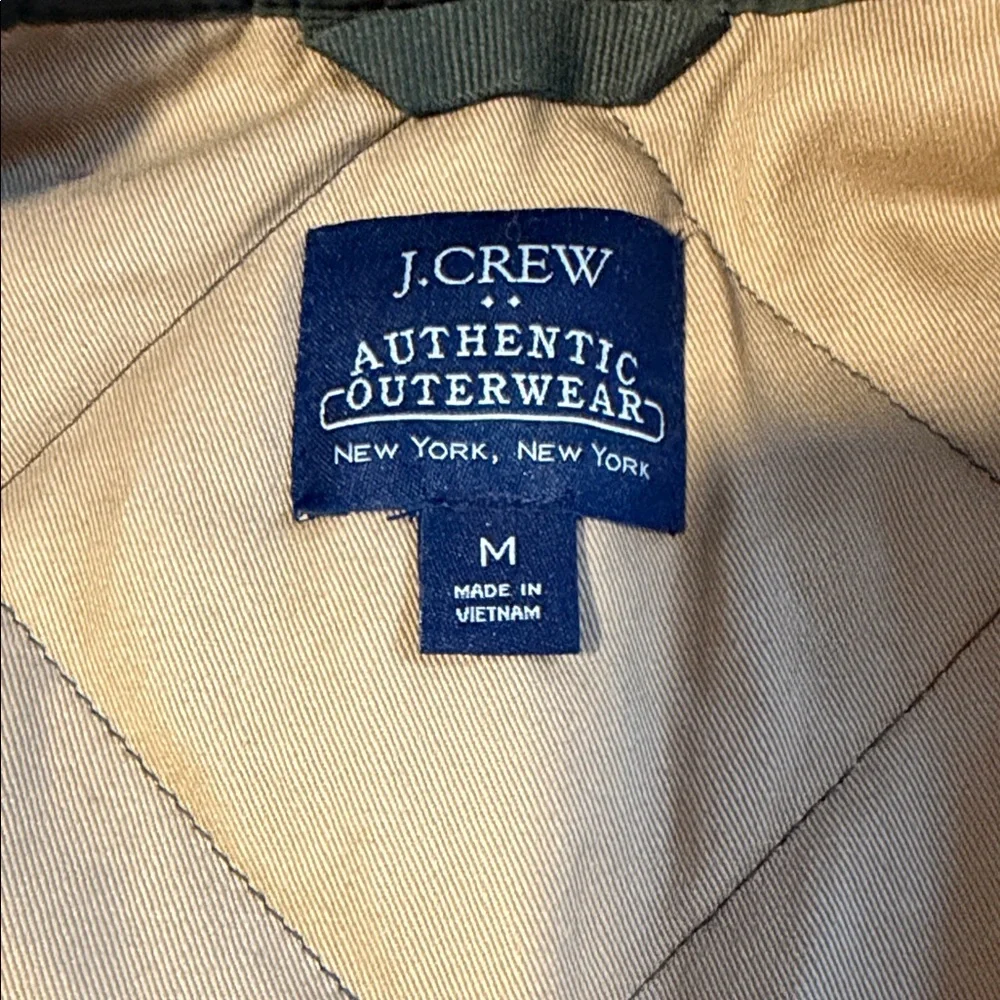 J.CREW
AUTHENTIC
OUTERWEAR
NEW YORK, NEW YORK
M
MADE IN
VIETNAM